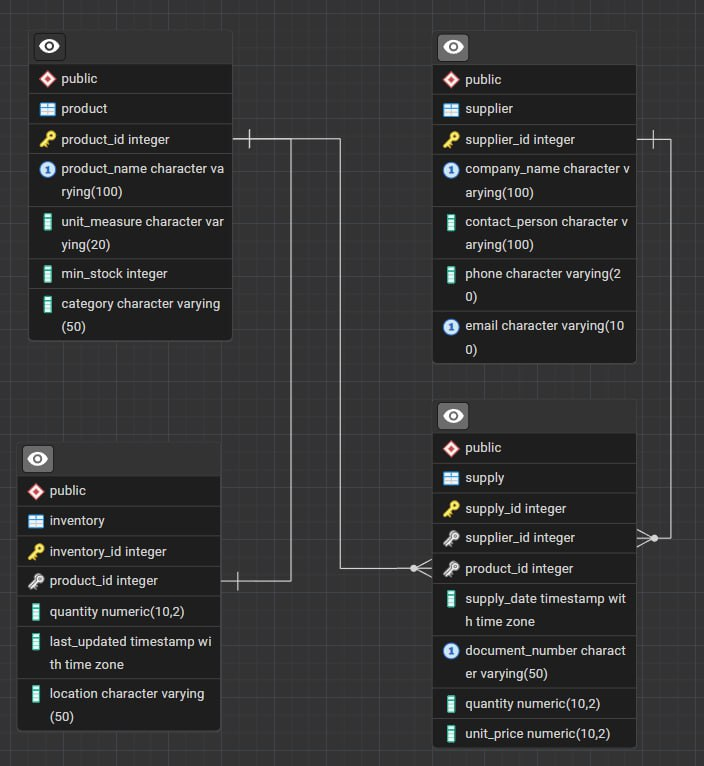 public
product
product_id integer
product_name character va
rying(100)
unit_measure character var
ying(20)
min_stock integer
category character varying
(50)
public
supplier
supplier_id integer
company_name character v
arying(100)
contact_person character v
arying(100)
phone character varying(2
0)
email character varying(10
0)
public
inventory
inventory_id integer
product_id integer
quantity numeric(10,2)
last_updated timestamp wi
th time zone
location character varying
(50)
public
supply
supply_id integer
supplier_id integer
product_id integer
supply_date timestamp wit
h time zone
document_number charact
er varying(50)
quantity numeric(10,2)
unit_price numeric(10,2)